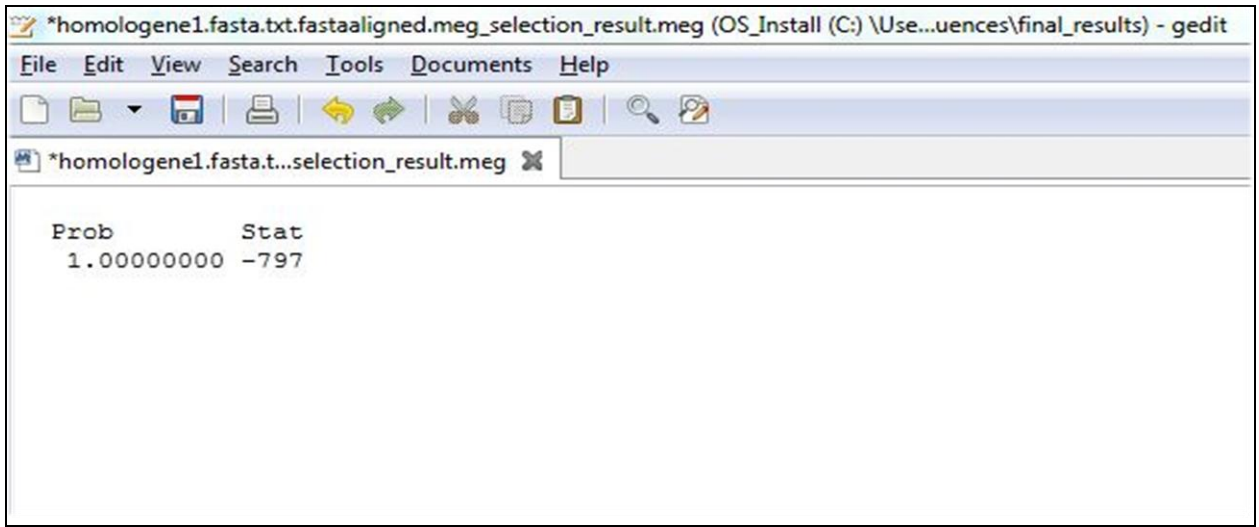 *homologene1.fasta.txt.fastaaligned.meg_selection_result.meg (OS_Install (C:) \Use...uences\final_results) - gedit
File Edit View Search Tools Documents Help
*homologene1.fasta.t...selection_result.meg
Prob Stat
1.00000000 -797